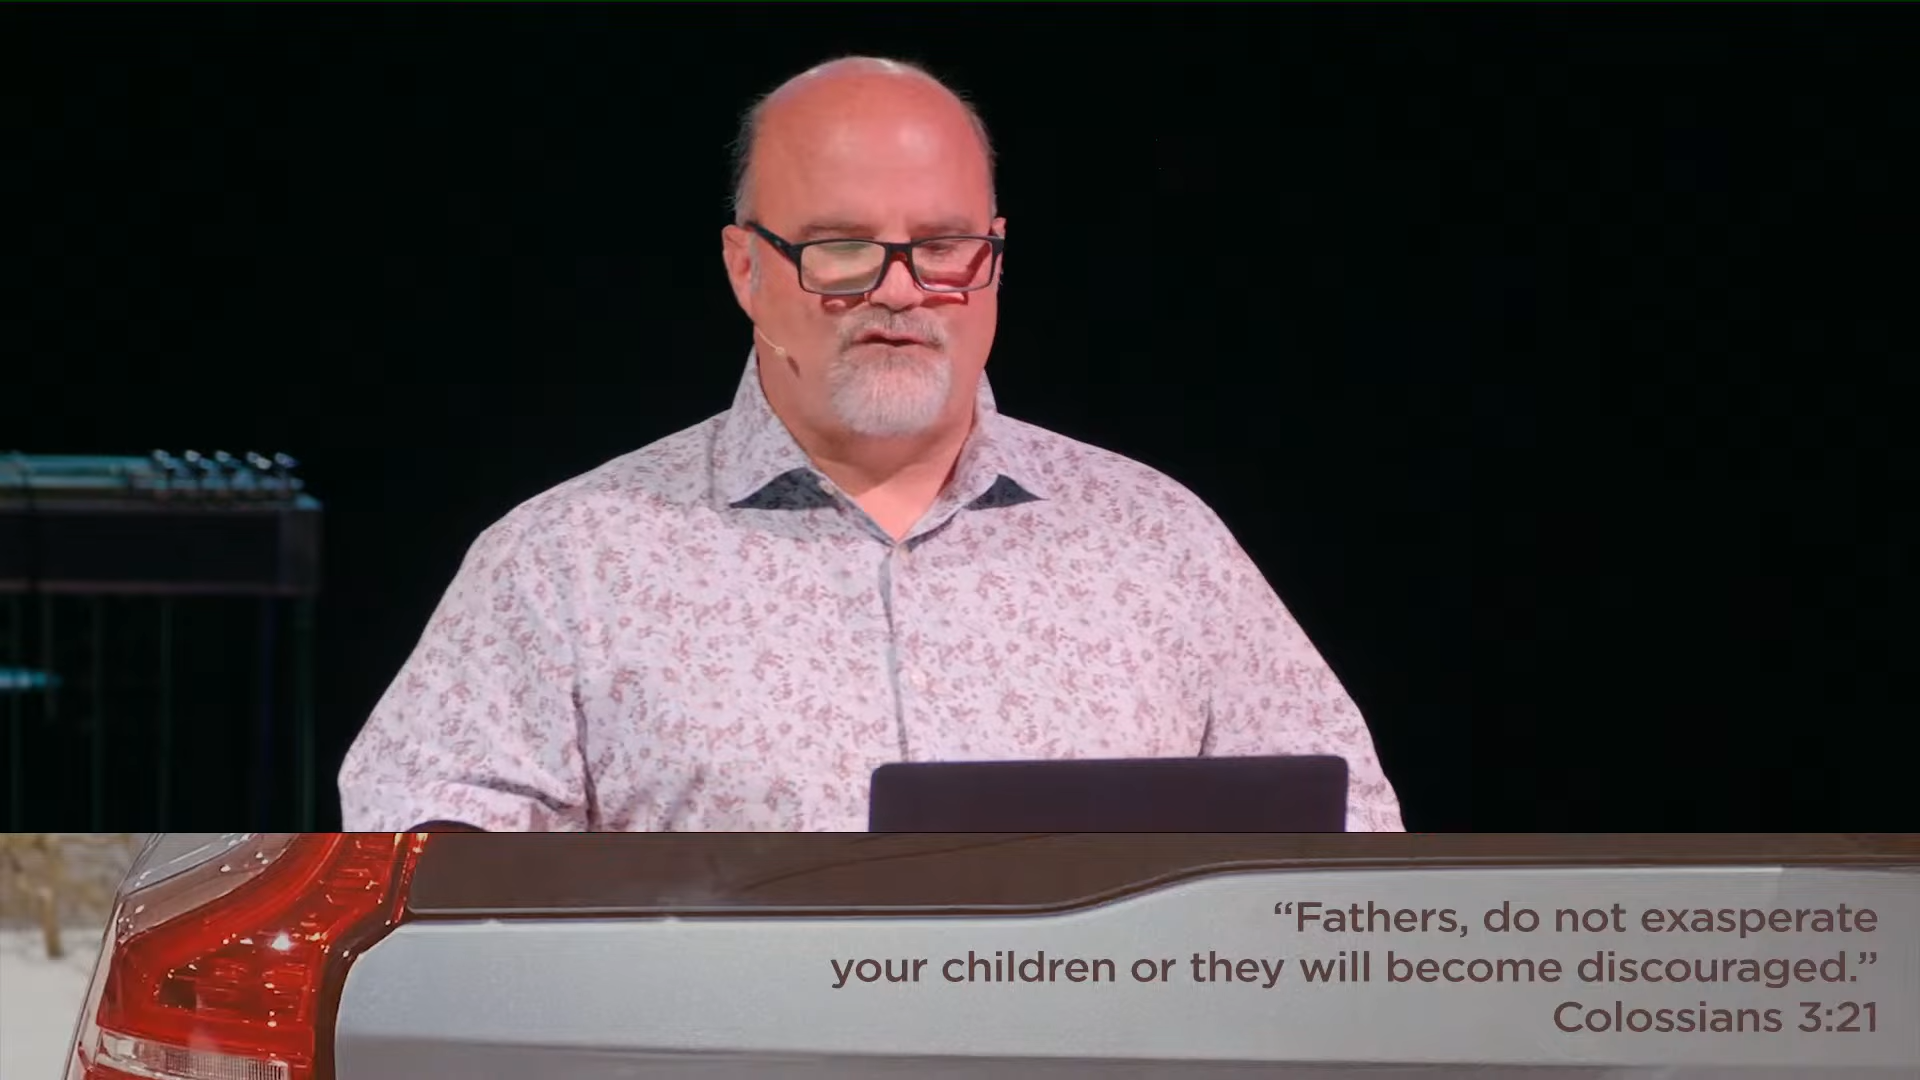 “Fathers, do not exasperate
your children or they will become discouraged.”
Colossians 3:21